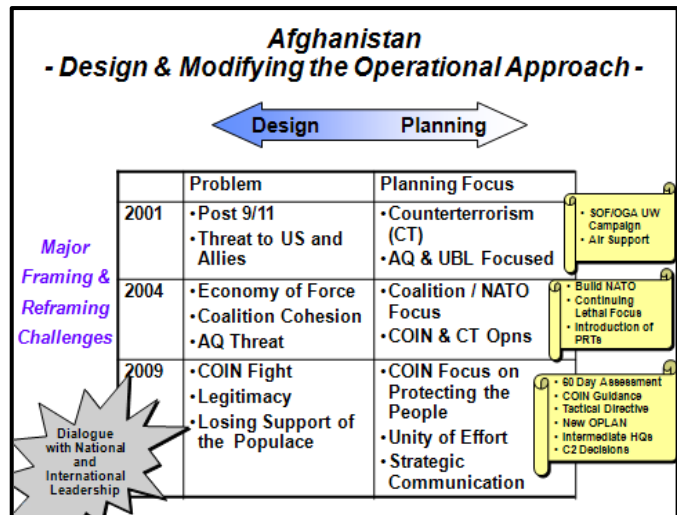 Afghanistan
- Design & Modifying the Operational Approach -
Design Planning
Problem Planning Focus
Major
Framing &
Reframing
Challenges
2001
•Post 9/11
•Threat to US and
Allies
•Counterterrorism
(CT)
•AQ & UBL Focused
• SOF/OGA UW
Campaign
• Air Support
2004
•Economy of Force
•Coalition Cohesion
•AQ Threat
•Coalition / NATO
Focus
•COIN & CT Opns
• Build NATO
• Continuing
Lethal Focus
• Introduction of
PRTs
2009
•COIN Fight
•Legitimacy
•Losing Support of
the Populace
•COIN Focus on
Protecting the
People
•Unity of Effort
•Strategic
Communication
• 60 Day Assessment
• COIN Guidance
• Tactical Directive
• New OPLAN
• Intermediate HQs
• C2 Decisions
Dialogue
with National
and
International
Leadership